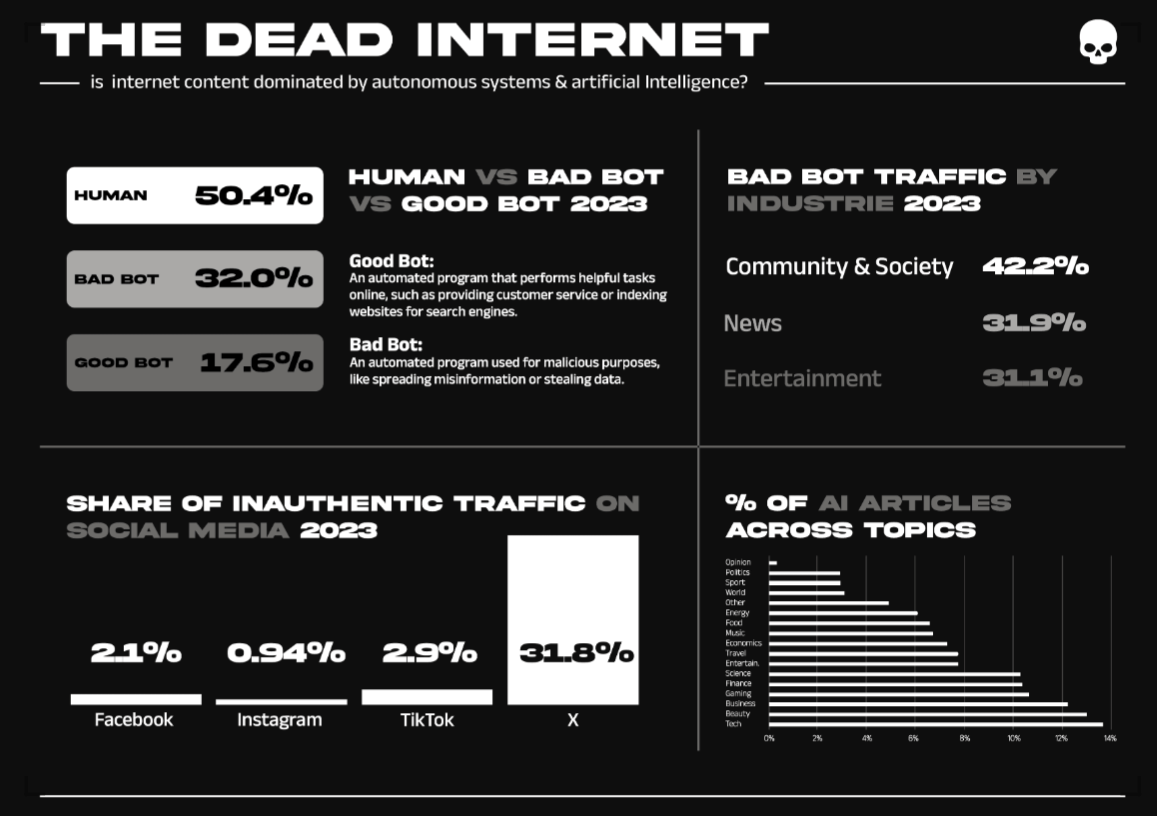 THE DEAD INTERNET
is internet content dominated by autonomous systems & artificial Intelligence?
HUMAN 50.4%
BAD BOT 32.0%
GOOD BOT 17.6%
HUMAN VS BAD BOT
VS GOOD BOT 2023
Good Bot:
An automated program that performs helpful tasks
online, such as providing customer service or indexing
websites for search engines.
Bad Bot:
An automated program used for malicious purposes,
like spreading misinformation or stealing data.
BAD BOT TRAFFIC BY
INDUSTRIE 2023
Community & Society 42.2%
News 31.9%
Entertainment 31.1%
SHARE OF INAUTHENTIC TRAFFIC ON
SOCIAL MEDIA 2023
2.1% 0.94% 2.9% 31.8%
Facebook Instagram TikTok X
% OF AI ARTICLES
ACROSS TOPICS
Opinion
Politics
Sport
World
Other
Energy
Food
Music
Economics
Travel
Entertain.
Science
Finance
Gaming
Business
Beauty
Tech
0% 2% 4% 6% 8% 10% 12% 14%